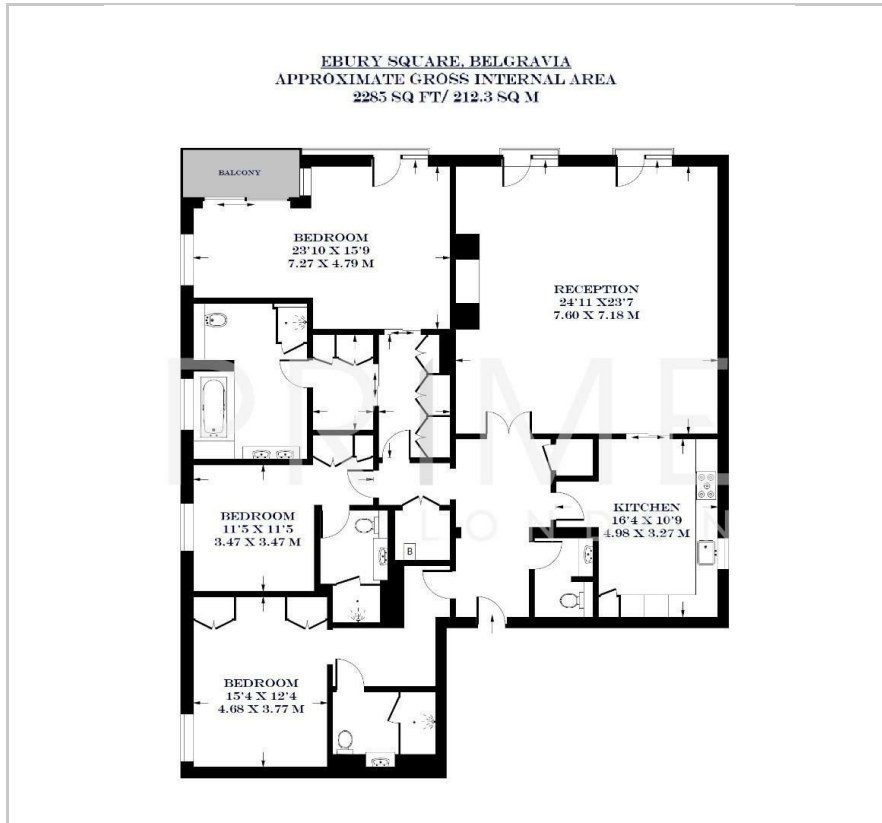 EBURY SQUARE, BELGRAVIA
APPROXIMATE GROSS INTERNAL AREA
2285 SQ FT/ 212.3 SQ M
BALCONY
BEDROOM
23'10 X 15'9
7.27 X 4.79 M
RECEPTION
24'11 X23'7
7.60 X 7.18 M
PRIME
LONDON
BEDROOM
11'5 X 11'5
3.47 X 3.47 M
KITCHEN
16'4 X 10'9
4.98 X 3.27 M
B
BEDROOM
15'4 X 12'4
4.68 X 3.77 M